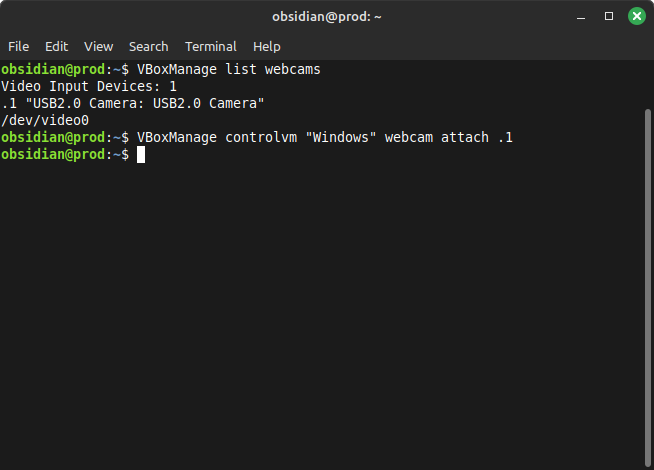 obsidian@prod: ~
File Edit View Search Terminal Help
obsidian@prod:~$ VBoxManage list webcams
Video Input Devices: 1
.1 "USB2.0 Camera: USB2.0 Camera"
/dev/video0
obsidian@prod:~$ VBoxManage controlvm "Windows" webcam attach .1
obsidian@prod:~$